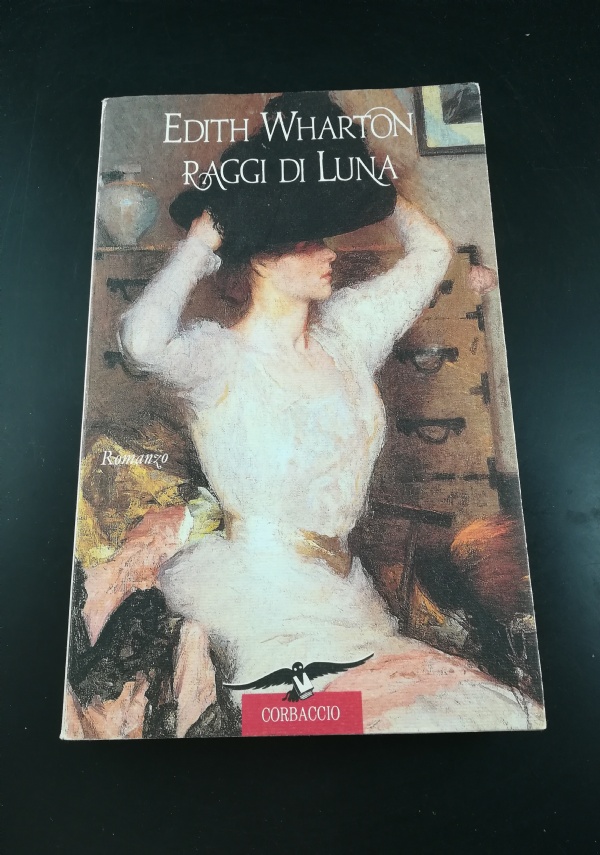 EDITH WHARTON
RAGGI DI LUNA
Romanzo
CORBACCIO